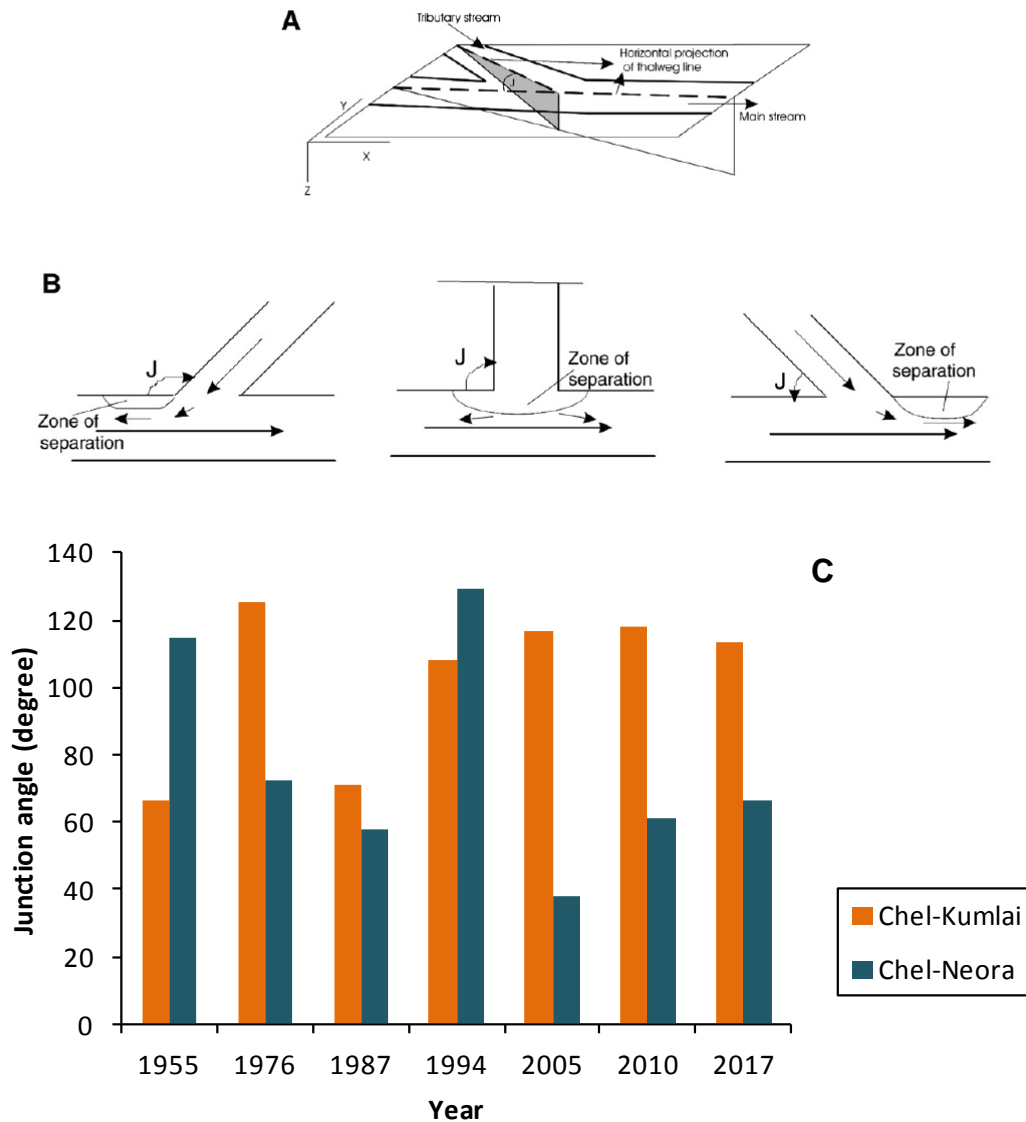 A
Tributary stream
Horizontal projection
of thalweg line
J
Y
Main stream
X
Z
B
J
Zone of
separation
J
Zone of
separation
J
Zone of
separation
C
140
120
100
80
60
40
20
0
Junction angle (degree)
1955 1976 1987 1994 2005 2010 2017
Year
Chel-Kumlai
Chel-Neora